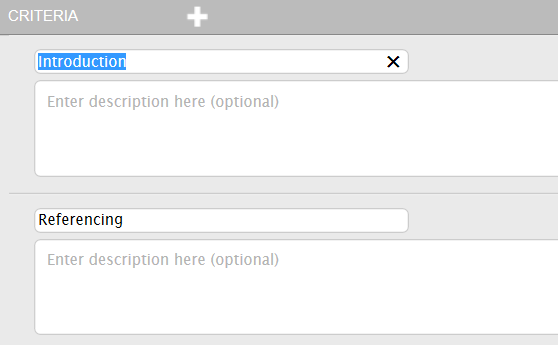 CRITERIA
Introduction
Enter description here (optional)
Referencing
Enter description here (optional)